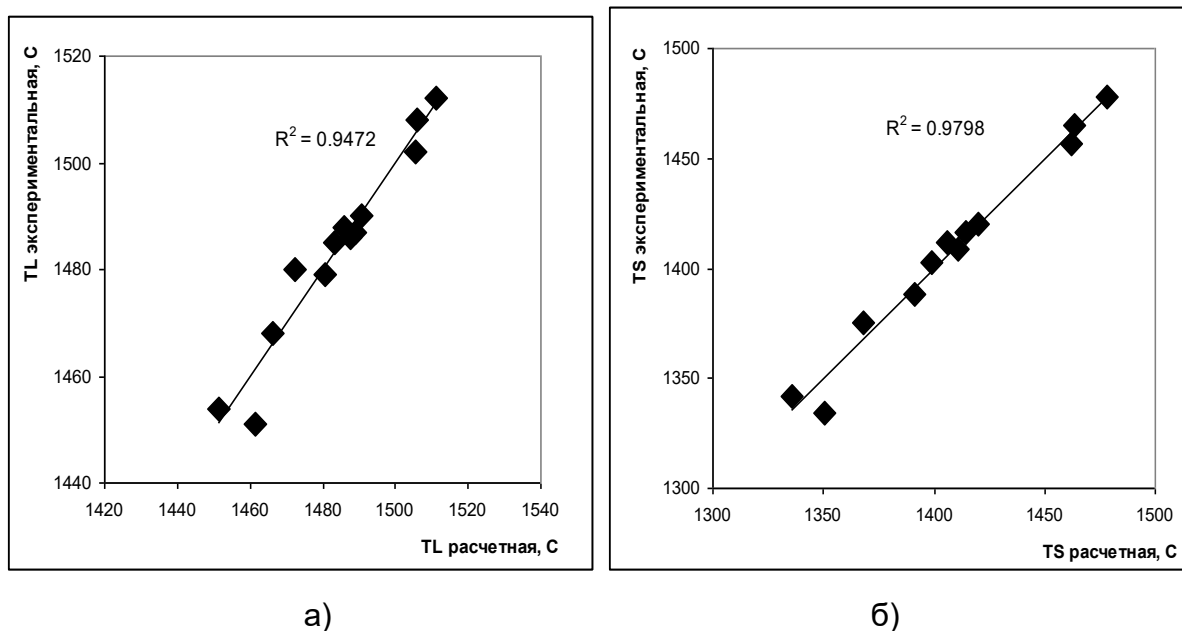 TL экспериментальная, С
1520
1500
1480
1460
1440
R² = 0.9472
1420 1440 1460 1480 1500 1520 1540
TL расчетная, С
а)
TS экспериментальная, С
1500
1450
1400
1350
1300
R² = 0.9798
1300 1350 1400 1450 1500
TS расчетная, С
б)